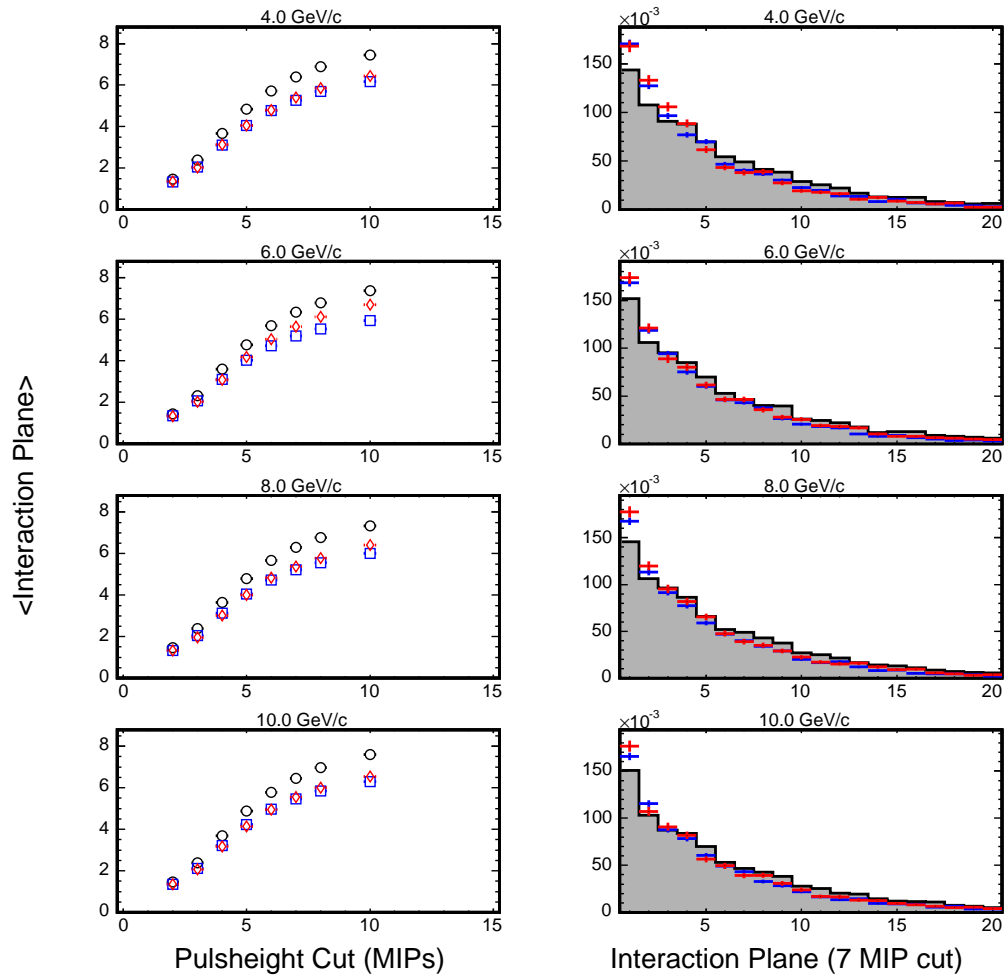 4.0 GeV/c
8
6
4
2
0
0 5 10 15
×10⁻³ 4.0 GeV/c
150
100
50
0
5 10 15 20
6.0 GeV/c
8
6
4
2
0
0 5 10 15
×10⁻³ 6.0 GeV/c
150
100
50
0
5 10 15 20
<Interaction Plane>
8.0 GeV/c
8
6
4
2
0
0 5 10 15
×10⁻³ 8.0 GeV/c
150
100
50
0
5 10 15 20
10.0 GeV/c
8
6
4
2
0
0 5 10 15
×10⁻³ 10.0 GeV/c
150
100
50
0
5 10 15 20
Pulsheight Cut (MIPs)
Interaction Plane (7 MIP cut)